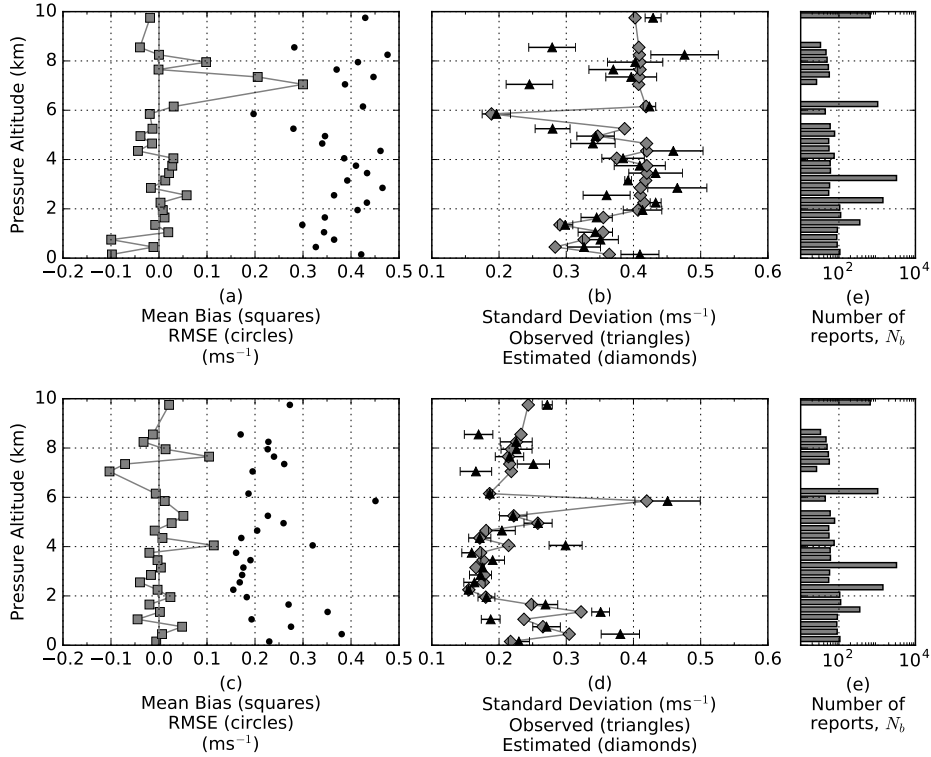 10
8
6
4
2
0
Pressure Altitude (km)
−0.2 −0.1 0.0 0.1 0.2 0.3 0.4 0.5
(a)
Mean Bias (squares)
RMSE (circles)
(ms⁻¹)
0.1 0.2 0.3 0.4 0.5 0.6
(b)
Standard Deviation (ms⁻¹)
Observed (triangles)
Estimated (diamonds)
10² 10⁴
(e)
Number of
reports, N_b
10
8
6
4
2
0
Pressure Altitude (km)
−0.2 −0.1 0.0 0.1 0.2 0.3 0.4 0.5
(c)
Mean Bias (squares)
RMSE (circles)
(ms⁻¹)
0.1 0.2 0.3 0.4 0.5 0.6
(d)
Standard Deviation (ms⁻¹)
Observed (triangles)
Estimated (diamonds)
10² 10⁴
(e)
Number of
reports, N_b